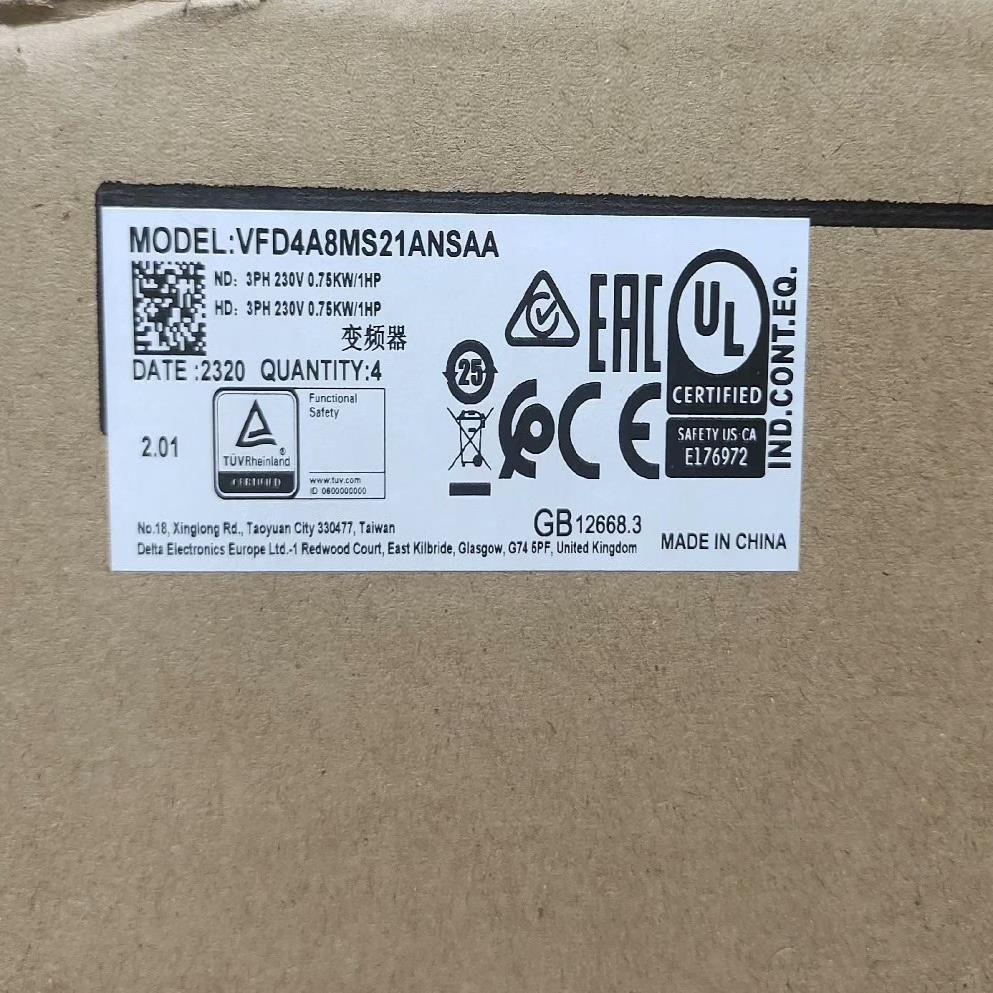 MODEL:VFD4A8MS21ANSAA
ND: 3PH 230V 0.75KW/1HP
HD: 3PH 230V 0.75KW/1HP
变频器
DATE :2320 QUANTITY:4
2.01
TÜVRheinland®
CERTIFIED
Functional
Safety
www.tuv.com
ID 0600000000
25
EAC
CE
UL
CERTIFIED
SAFETY US·CA
E176972
IND.CONT.EQ.
GB12668.3
No.18, Xinglong Rd., Taoyuan City 330477, Taiwan
Delta Electronics Europe Ltd.-1 Redwood Court, East Kilbride, Glasgow, G74 5PF, United Kingdom
MADE IN CHINA